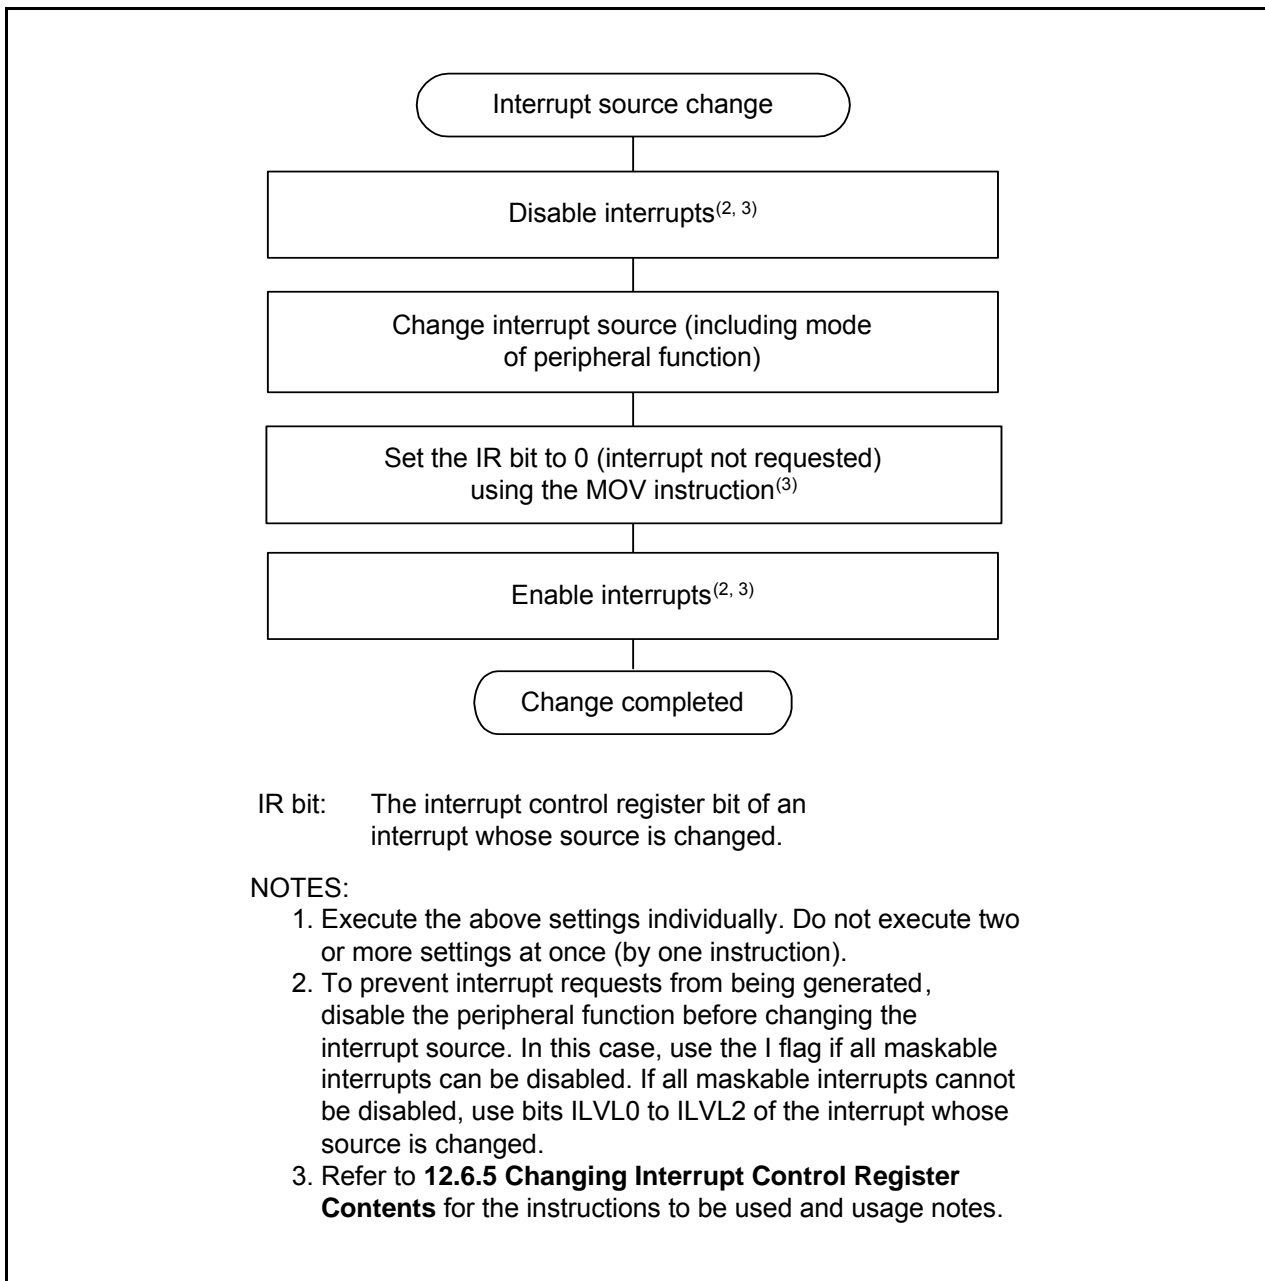 Interrupt source change
Disable interrupts(2, 3)
Change interrupt source (including mode
of peripheral function)
Set the IR bit to 0 (interrupt not requested)
using the MOV instruction(3)
Enable interrupts(2, 3)
Change completed
IR bit: The interrupt control register bit of an
interrupt whose source is changed.
NOTES:
1. Execute the above settings individually. Do not execute two
or more settings at once (by one instruction).
2. To prevent interrupt requests from being generated,
disable the peripheral function before changing the
interrupt source. In this case, use the I flag if all maskable
interrupts can be disabled. If all maskable interrupts cannot
be disabled, use bits ILVL0 to ILVL2 of the interrupt whose
source is changed.
3. Refer to 12.6.5 Changing Interrupt Control Register
Contents for the instructions to be used and usage notes.